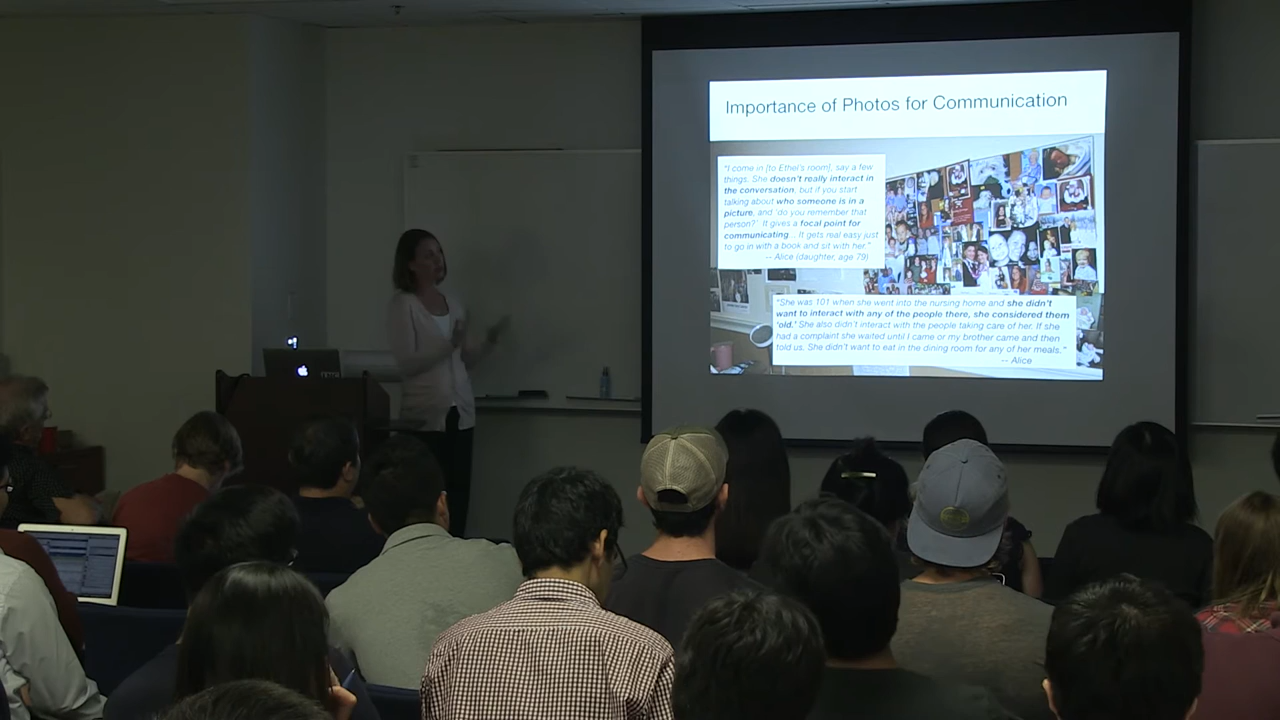 Importance of Photos for Communication
"I come in [to Ethel's room], say a few
things. She doesn't really interact in
the conversation, but if you start
talking about who someone is in a
picture, and 'do you remember that
person?' It gives a focal point for
communicating... It gets real easy just
to go in with a book and sit with her."
-- Alice (daughter, age 79)
"She was 101 when she went into the nursing home and she didn't
want to interact with any of the people there, she considered them
'old.' She also didn't interact with the people taking care of her. If she
had a complaint she waited until I came or my brother came and then
told us. She didn't want to eat in the dining room for any of her meals."
-- Alice